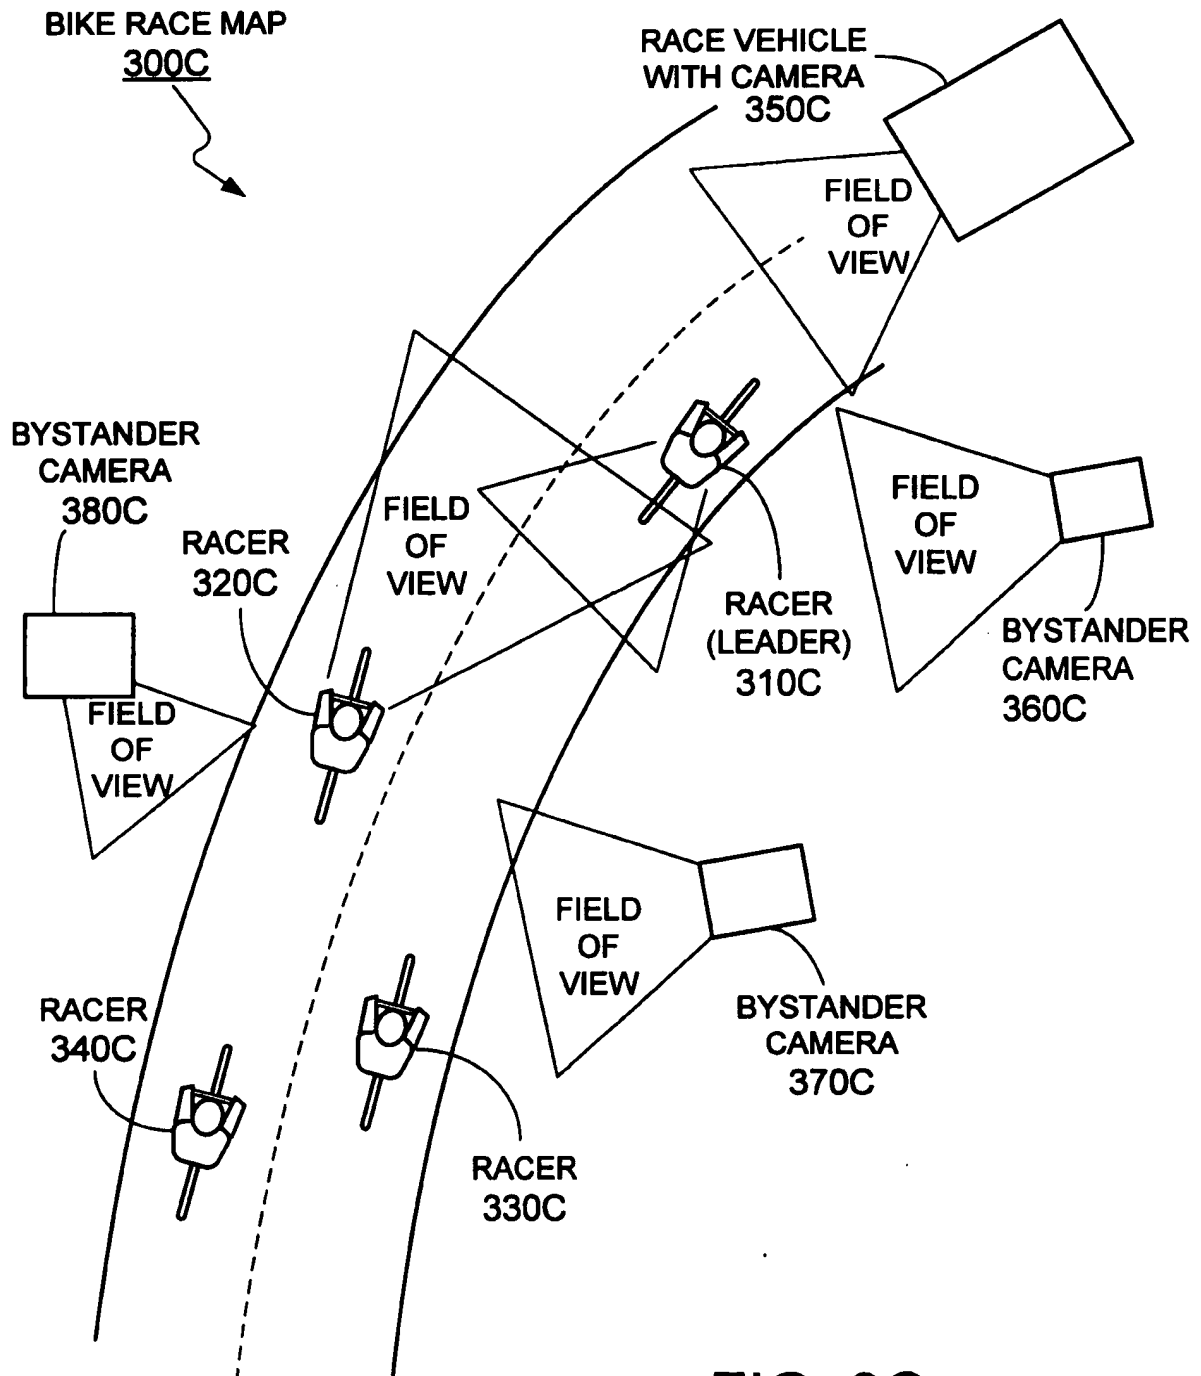 BIKE RACE MAP
300C
RACE VEHICLE
WITH CAMERA
350C
FIELD
OF
VIEW
BYSTANDER
CAMERA
380C
RACER
320C
FIELD
OF
VIEW
FIELD
OF
VIEW
RACER
(LEADER)
310C
BYSTANDER
CAMERA
360C
FIELD
OF
VIEW
FIELD
OF
VIEW
BYSTANDER
CAMERA
370C
RACER
340C
RACER
330C